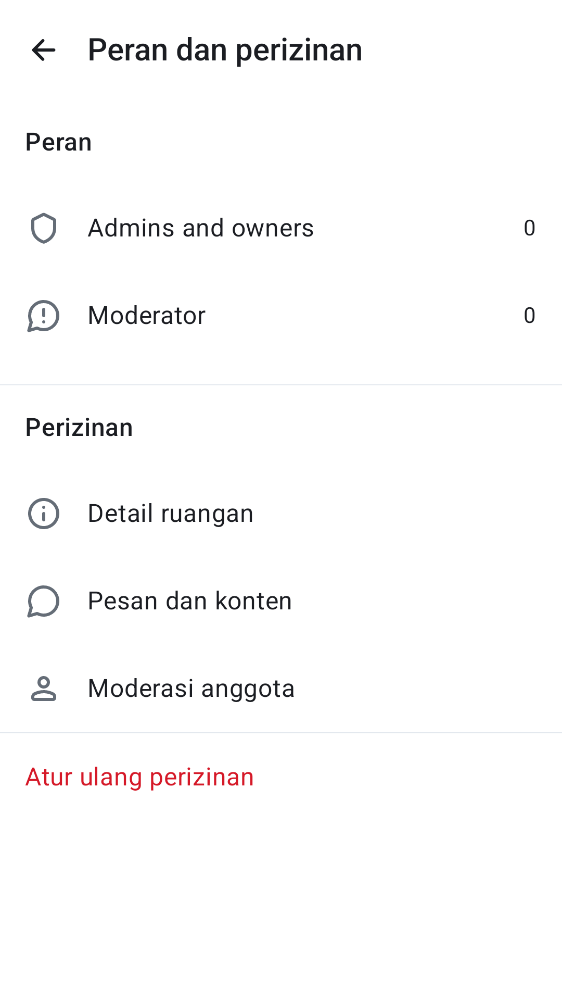 Peran dan perizinan
Peran
Admins and owners 0
Moderator 0
Perizinan
Detail ruangan
Pesan dan konten
Moderasi anggota
Atur ulang perizinan